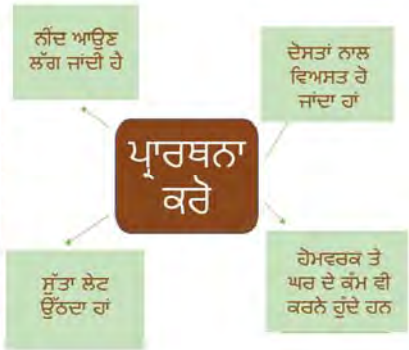 ਨੀਂਦ ਆਉਣ
ਲੱਗ ਜਾਂਦੀ ਹੈ
ਦੋਸਤਾਂ ਨਾਲ
ਵਿਅਸਤ ਹੋ
ਜਾਂਦਾ ਹਾਂ
ਪ੍ਰਾਰਥਨਾ
ਕਰੋ
ਸੁੱਤਾ ਲੇਟ
ਉੱਠਦਾ ਹਾਂ
ਹੋਮਵਰਕ ਤੇ
ਘਰ ਦੇ ਕੰਮ ਵੀ
ਕਰਨੇ ਹੁੰਦੇ ਹਨ